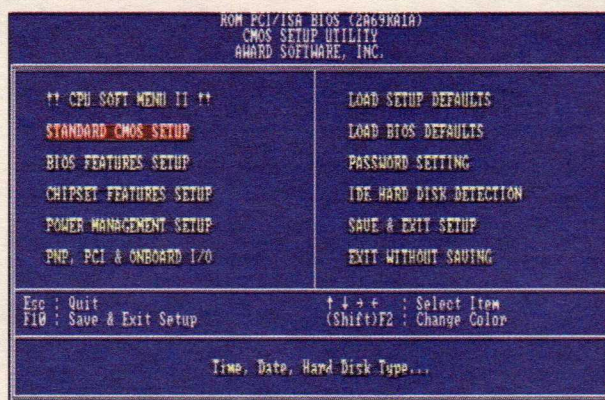 ROM PCI/ISA BIOS (2A69KA1A)
CMOS SETUP UTILITY
AWARD SOFTWARE, INC.
!! CPU SOFT MENU II !!
STANDARD CMOS SETUP
BIOS FEATURES SETUP
CHIPSET FEATURES SETUP
POWER MANAGEMENT SETUP
PNP, PCI & ONBOARD I/O
LOAD SETUP DEFAULTS
LOAD BIOS DEFAULTS
PASSWORD SETTING
IDE HARD DISK DETECTION
SAVE & EXIT SETUP
EXIT WITHOUT SAVING
Esc : Quit
F10 : Save & Exit Setup
↑ ↓ → ← : Select Item
(Shift)F2 : Change Color
Time, Date, Hard Disk Type...